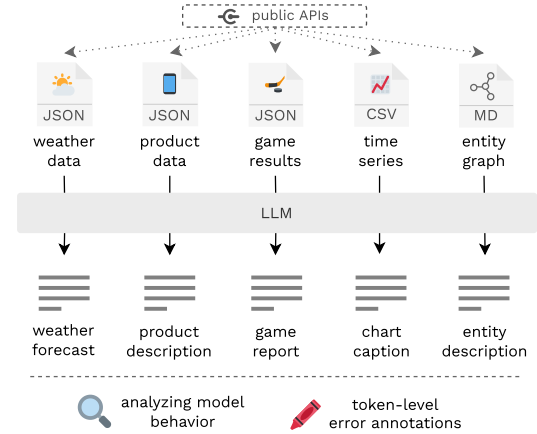 public APIs
JSON JSON JSON CSV MD
weather data
product data
game results
time series
entity graph
LLM
weather forecast
product description
game report
chart caption
entity description
analyzing model behavior
token-level error annotations